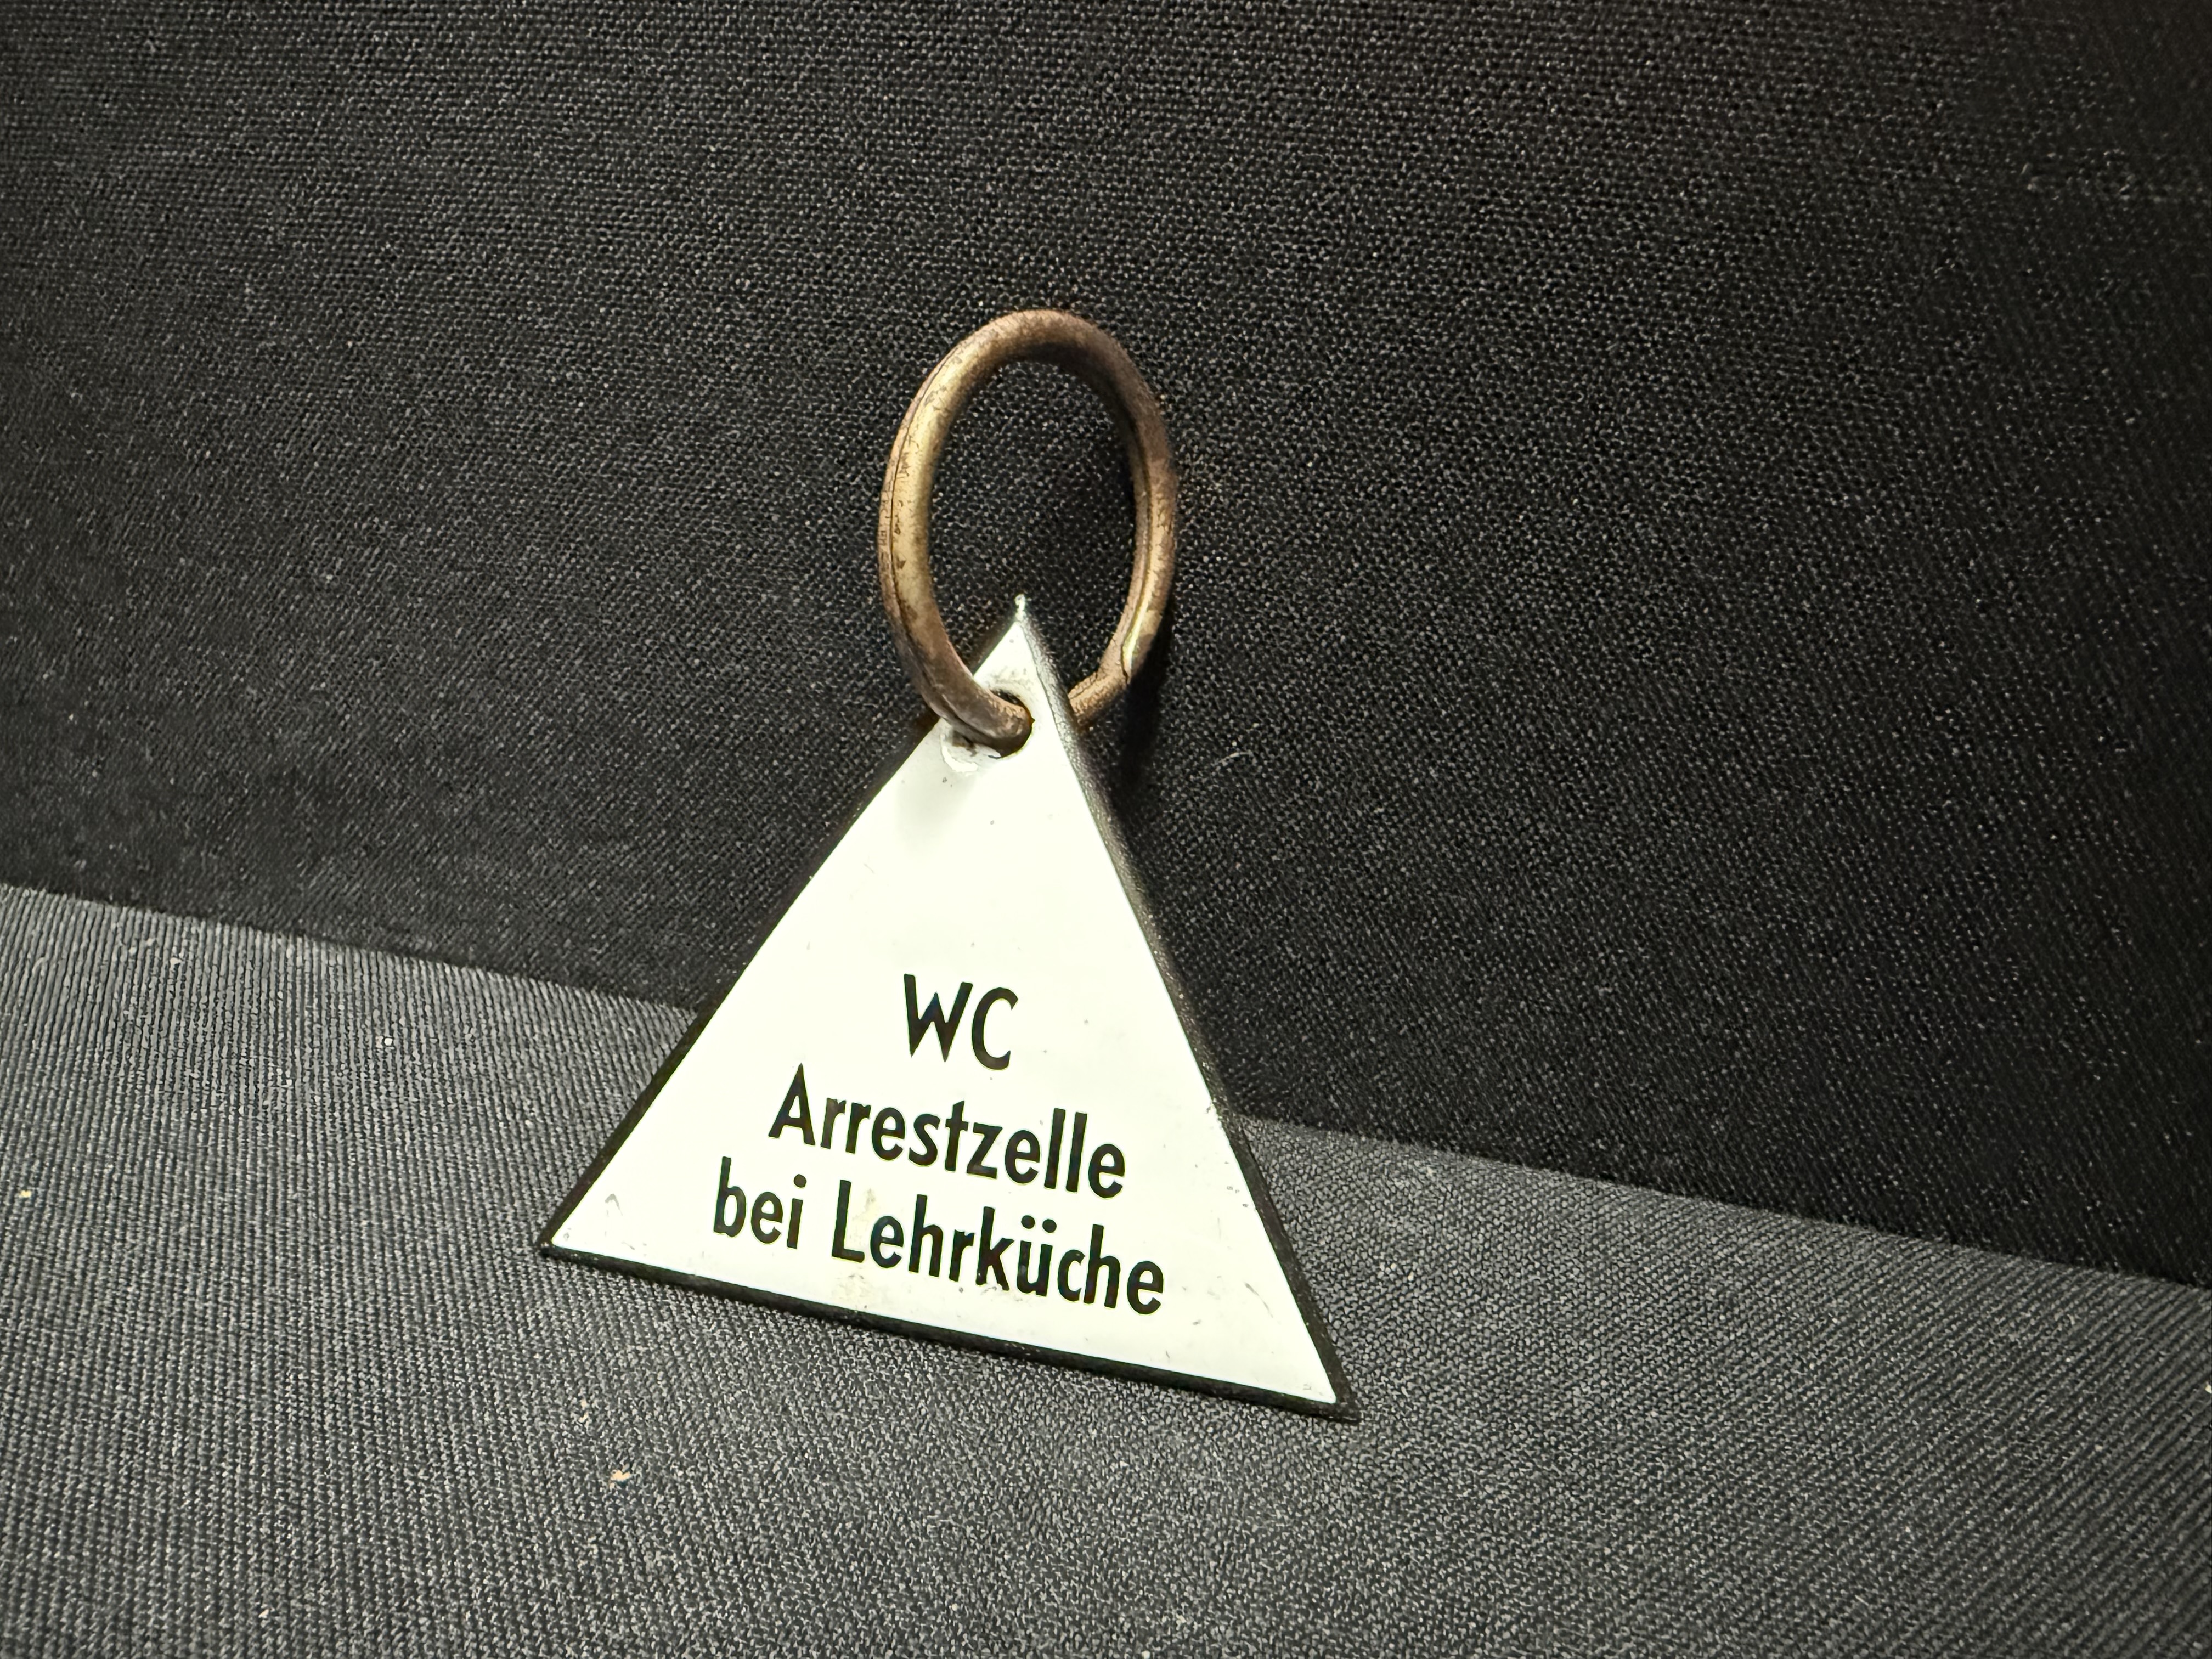 WC
Arrestzelle
bei Lehrküche